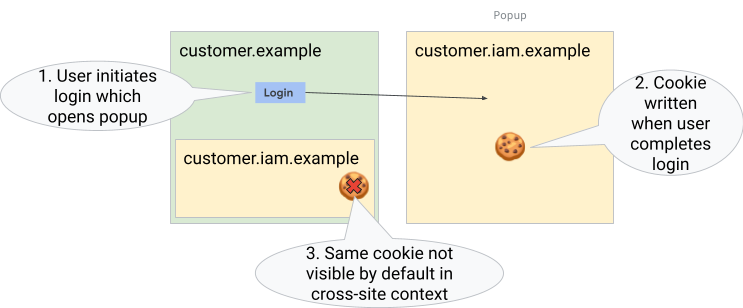 Popup
customer.example
customer.iam.example
1. User initiates
login which
opens popup
Login
2. Cookie
written
when user
completes
login
customer.iam.example
3. Same cookie not
visible by default in
cross-site context